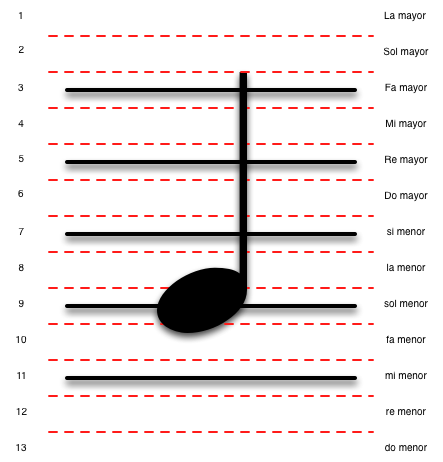 1 La mayor
2 Sol mayor
3 Fa mayor
4 Mi mayor
5 Re mayor
6 Do mayor
7 si menor
8 la menor
9 sol menor
10 fa menor
11 mi menor
12 re menor
13 do menor